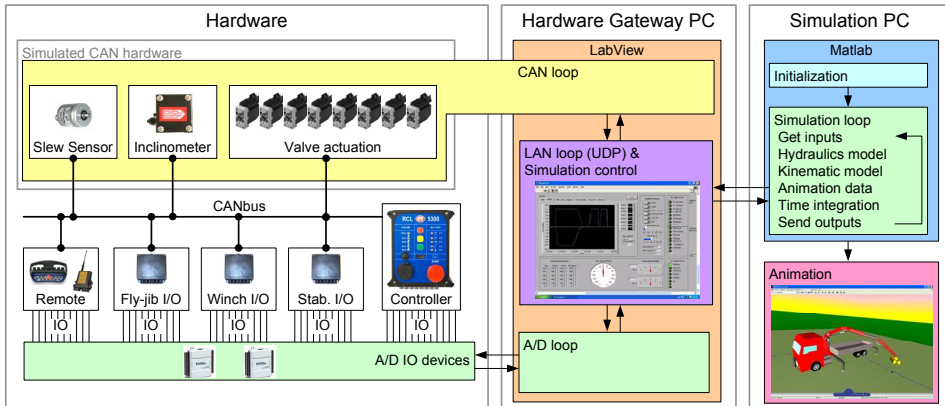 Hardware
Hardware Gateway PC
Simulation PC
Simulated CAN hardware
LabView
Matlab
CAN loop
Initialization
Slew Sensor
Inclinometer
Valve actuation
Simulation loop
Get inputs
Hydraulics model
Kinematic model
Animation data
Time integration
Send outputs
LAN loop (UDP) &
Simulation control
CANbus
RCL 5300
Remote
Fly-jib I/O
Winch I/O
Stab. I/O
Controller
IO
IO
IO
IO
IO
Animation
A/D IO devices
A/D loop